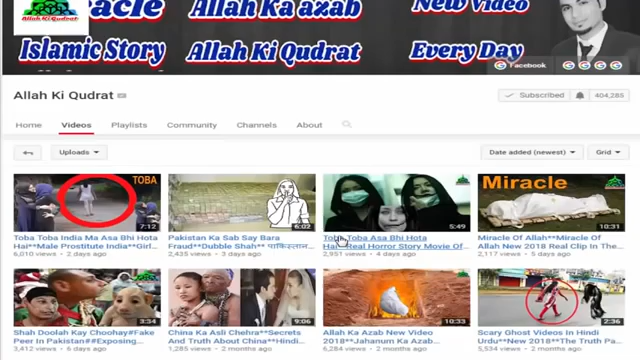 Miracle
Allah Ka azab
New Video
Allah Ki Qudrat
Islamic Story
Allah Ki Qudrat
Every Day
Facebook
Allah Ki Qudrat
Subscribed
404,285
Home
Videos
Playlists
Community
Channels
About
Uploads
Date added (newest)
Grid
TOBA
7:12
6:02
5:49
Miracle
10:31
Toba Toba India Ma Asa Bhi Hota
Hai**Male Prostitute India**Girl...
6,010 views • 2 days ago
Pakistan Ka Sab Say Bara
Fraud**Dubble Shah** पाकिस्तान
2,435 views • 3 days ago
Toba Toba Asa Bhi Hota
Hai**Real Horror Story Movie Of...
2,951 views • 4 days ago
Miracle Of Allah**Miracle Of
Allah New 2018 Real Clip In The...
2,117 views • 5 days ago
3:34
9:06
10:33
2:36
Shah Doolah Kay Choohay#Fake
Peer In Pakistan##Exposing...
3,412 views • 6 days ago
China Ka Asli Chehra**Secrets
And Truth About China**Hindi...
1,285 views • 2 months ago
Allah Ka Azab New Video
2018**Jahanum Ka Azab...
6,284 views • 2 months ago
Scary Ghost Videos In Hindi
Urdu**New 2018**The Truth Pa...
views • 2 months ago